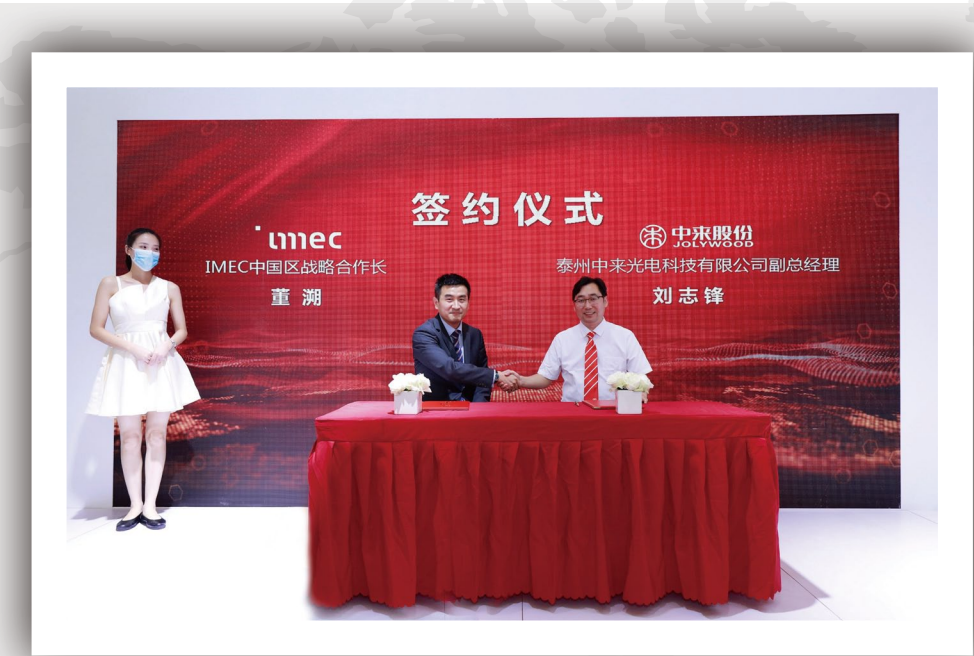 签约仪式
imec
IMEC中国区战略合作长
董溯
中来股份
JOLYWOOD
泰州中来光电科技有限公司副总经理
刘志锋